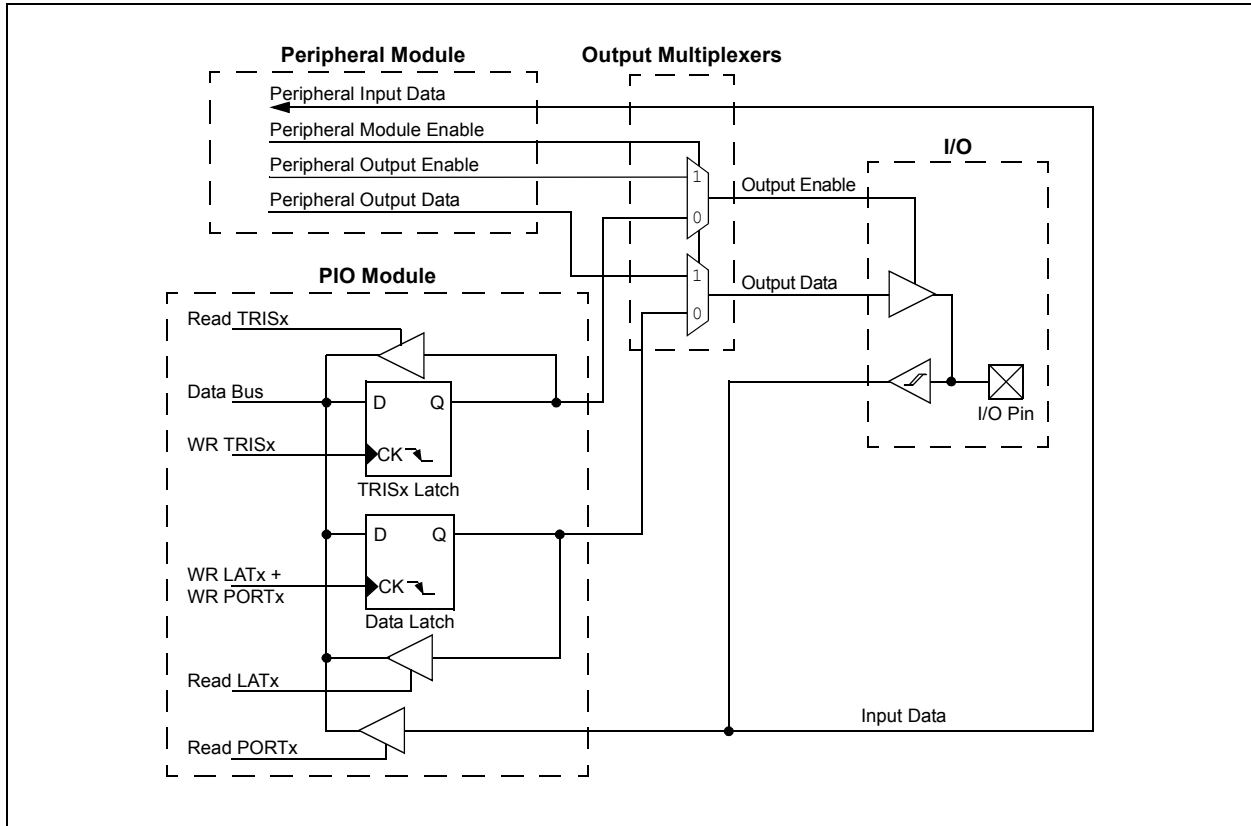 Peripheral Module
Output Multiplexers
Peripheral Input Data
Peripheral Module Enable
Peripheral Output Enable
Peripheral Output Data
1
0
Output Enable
I/O
1
0
Output Data
I/O Pin
PIO Module
Read TRISx
Data Bus
D Q
WR TRISx
CK
TRISx Latch
D Q
WR LATx +
WR PORTx
CK
Data Latch
Read LATx
Input Data
Read PORTx